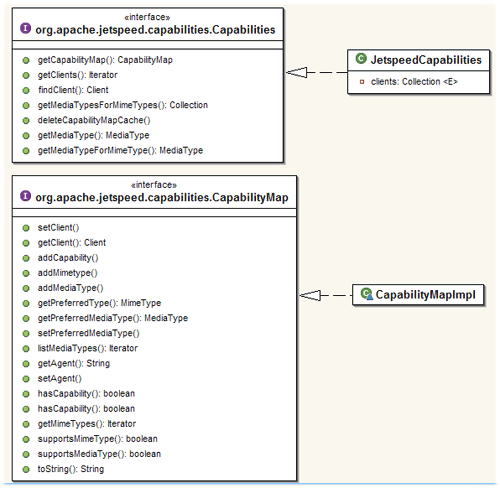 «interface»
I org.apache.jetspeed.capabilities.Capabilities
getCapabilityMap(): CapabilityMap
getClients(): Iterator
findClient(): Client
getMediaTypesForMimeTypes(): Collection
deleteCapabilityMapCache()
getMediaType(): MediaType
getMediaTypeForMimeType(): MediaType
C JetspeedCapabilities
clients: Collection <E>
«interface»
I org.apache.jetspeed.capabilities.CapabilityMap
setClient()
getClient(): Client
addCapability()
addMimetype()
addMediaType()
getPreferredType(): MimeType
getPreferredMediaType(): MediaType
setPreferredMediaType()
listMediaTypes(): Iterator
getAgent(): String
setAgent()
hasCapability(): boolean
hasCapability(): boolean
getMimeTypes(): Iterator
supportsMimeType(): boolean
supportsMediaType(): boolean
toString(): String
C CapabilityMapImpl